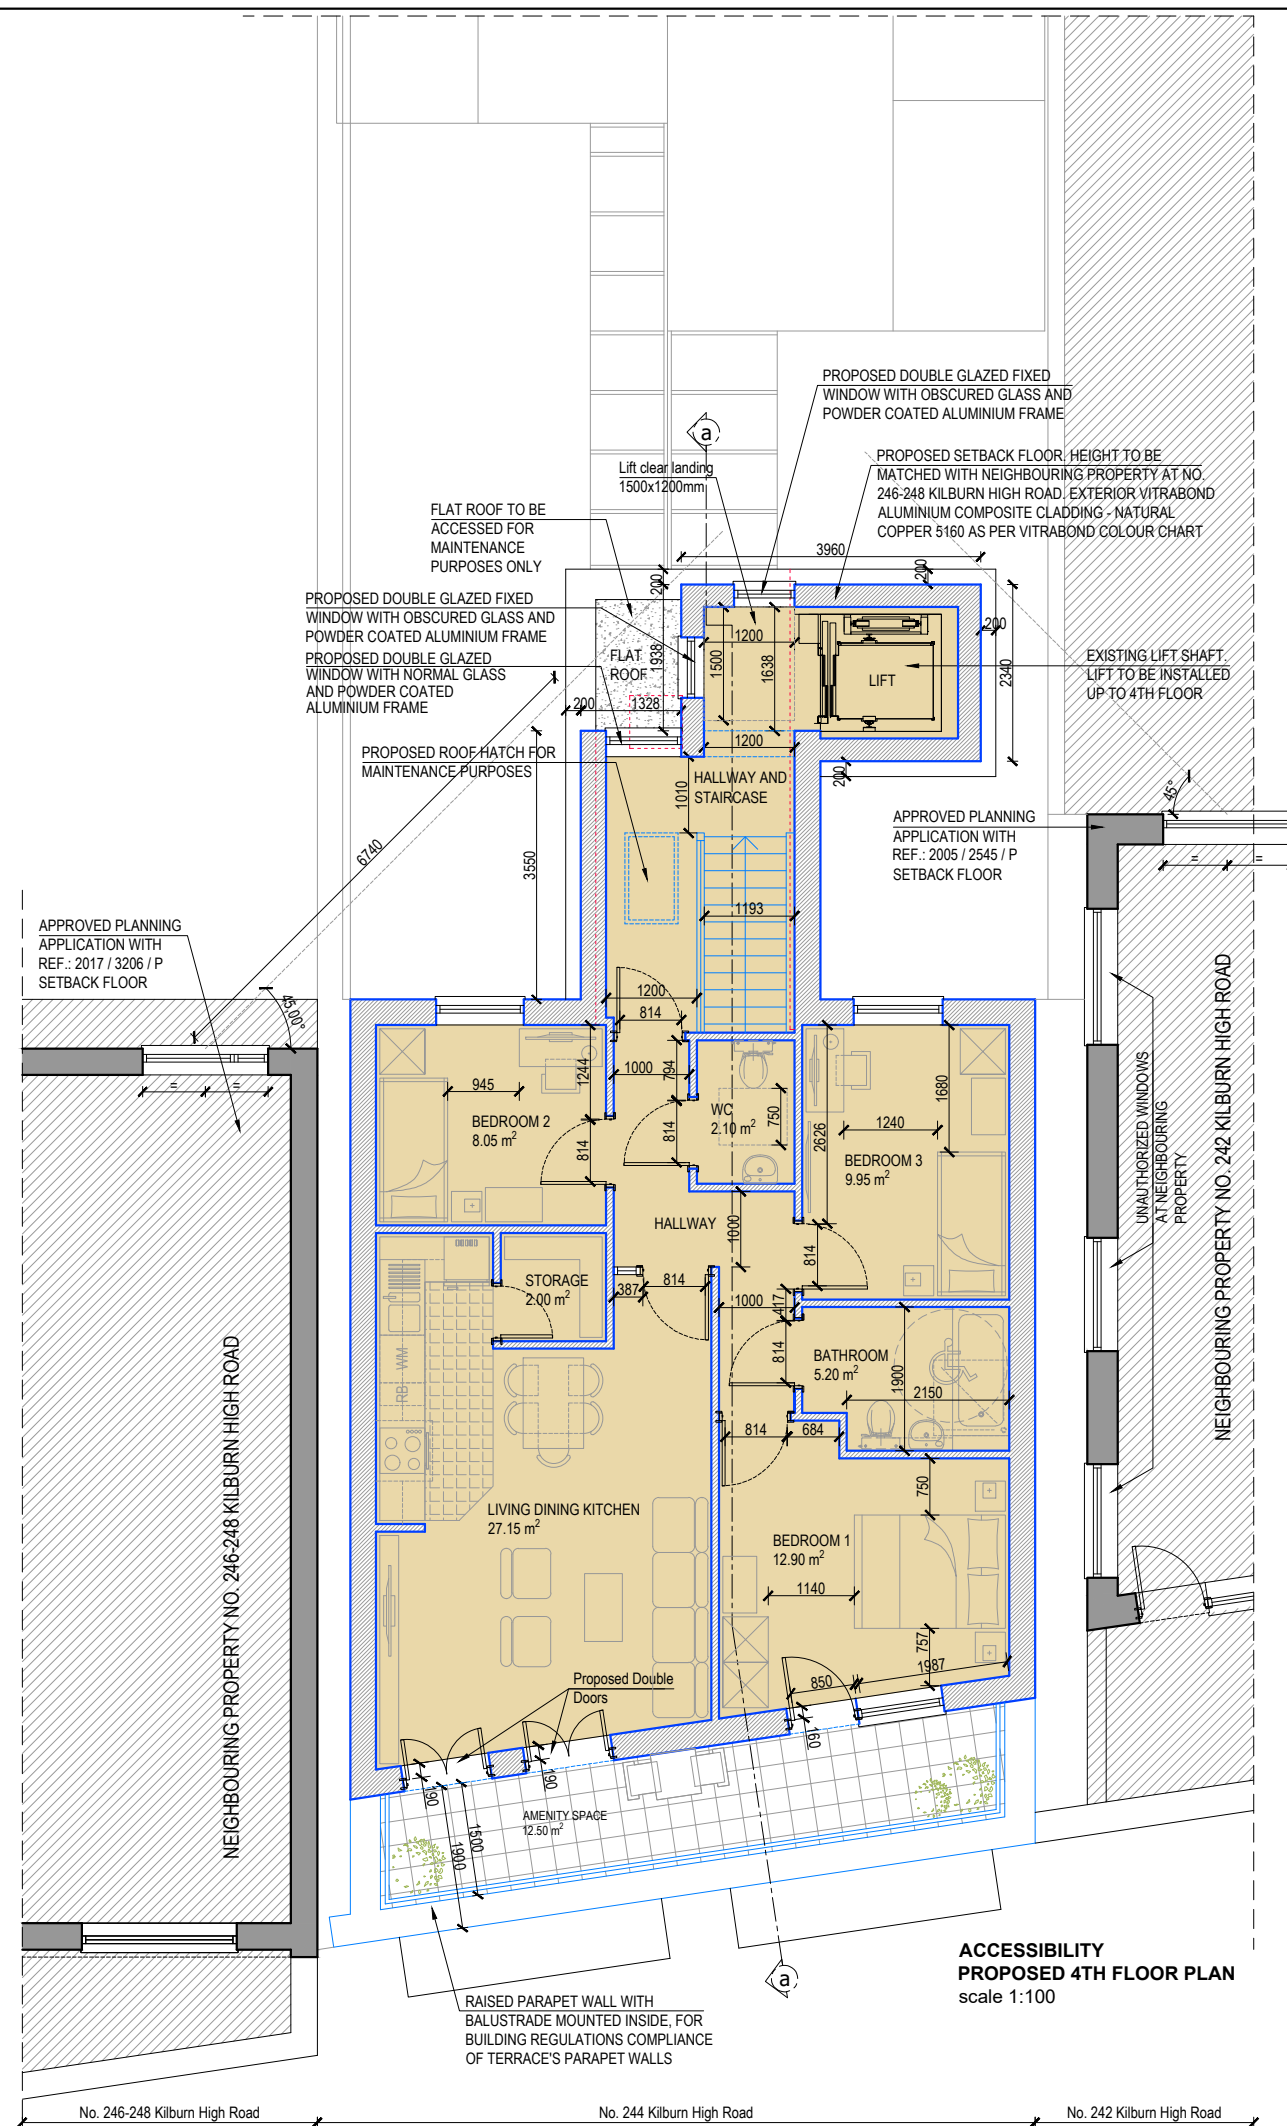 PROPOSED DOUBLE GLAZED FIXED
WINDOW WITH OBSCURED GLASS AND
POWDER COATED ALUMINIUM FRAME
a
Lift clear landing
1500x1200mm
PROPOSED SETBACK FLOOR. HEIGHT TO BE
MATCHED WITH NEIGHBOURING PROPERTY AT NO.
246-248 KILBURN HIGH ROAD. EXTERIOR VITRABOND
ALUMINIUM COMPOSITE CLADDING - NATURAL
COPPER 5160 AS PER VITRABOND COLOUR CHART
FLAT ROOF TO BE
ACCESSED FOR
MAINTENANCE
PURPOSES ONLY
3960
200
200
PROPOSED DOUBLE GLAZED FIXED
WINDOW WITH OBSCURED GLASS AND
POWDER COATED ALUMINIUM FRAME
PROPOSED DOUBLE GLAZED
WINDOW WITH NORMAL GLASS
AND POWDER COATED
ALUMINIUM FRAME
FLAT
ROOF
1938
1200
1500
1638
200
2340
LIFT
EXISTING LIFT SHAFT.
LIFT TO BE INSTALLED
UP TO 4TH FLOOR
200
1328
1200
PROPOSED ROOF HATCH FOR
MAINTENANCE PURPOSES
HALLWAY AND
STAIRCASE
1010
200
45°
APPROVED PLANNING
APPLICATION WITH
REF.: 2005 / 2545 / P
SETBACK FLOOR
=
=
6740
3550
1193
APPROVED PLANNING
APPLICATION WITH
REF.: 2017 / 3206 / P
SETBACK FLOOR
45.00°
1200
814
=
=
1244
1000
794
945
BEDROOM 2
8.05 m²
814
814
WC
2.10 m²
750
2626
1680
1240
BEDROOM 3
9.95 m²
UNAUTHORIZED WINDOWS
AT NEIGHBOURING
PROPERTY
NEIGHBOURING PROPERTY NO. 242 KILBURN HIGH ROAD
HALLWAY
1000
814
STORAGE
2.00 m²
387
814
1000
417
814
BATHROOM
5.20 m²
1900
2150
WM
RB
814
684
NEIGHBOURING PROPERTY NO. 246-248 KILBURN HIGH ROAD
LIVING DINING KITCHEN
27.15 m²
750
BEDROOM 1
12.90 m²
1140
757
1987
850
Proposed Double
Doors
160
190
190
AMENITY SPACE
12.50 m²
1500
1900
a
ACCESSIBILITY
PROPOSED 4TH FLOOR PLAN
scale 1:100
RAISED PARAPET WALL WITH
BALUSTRADE MOUNTED INSIDE, FOR
BUILDING REGULATIONS COMPLIANCE
OF TERRACE'S PARAPET WALLS
No. 246-248 Kilburn High Road
No. 244 Kilburn High Road
No. 242 Kilburn High Road